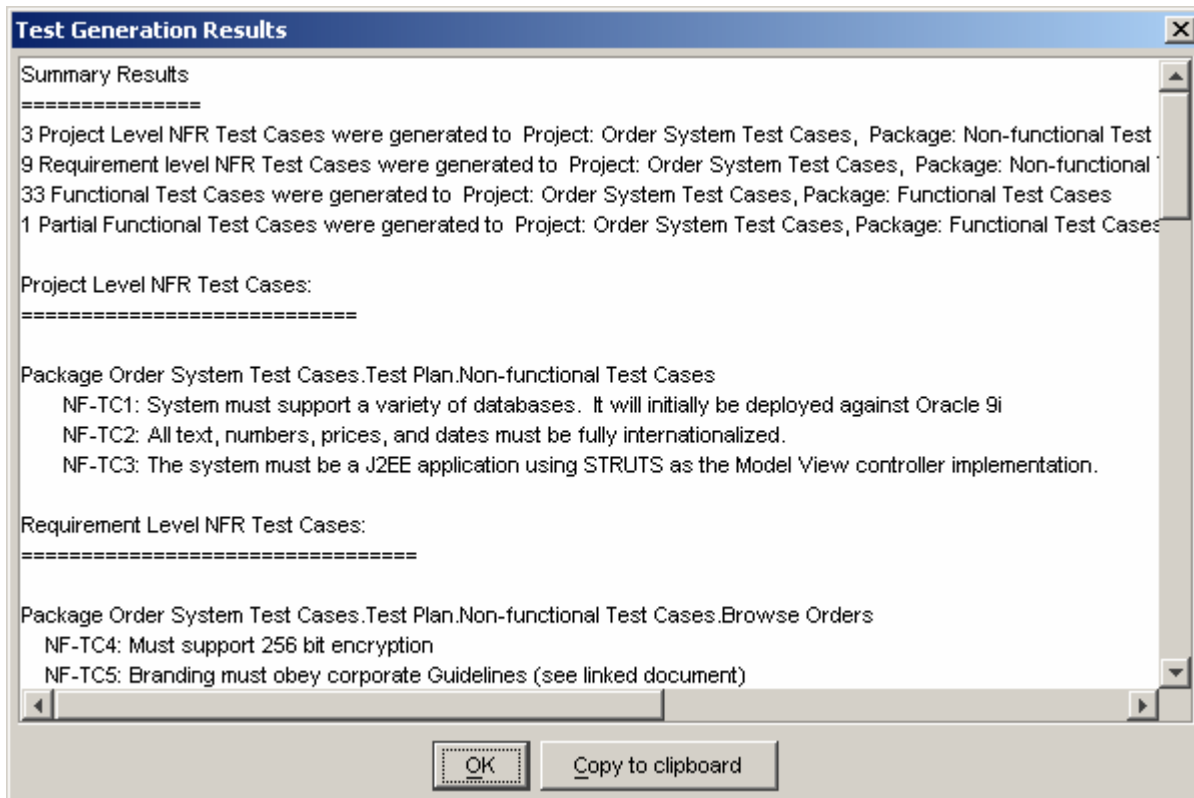 Test Generation Results
Summary Results
===============
3 Project Level NFR Test Cases were generated to  Project: Order System Test Cases,  Package: Non-functional Test
9 Requirement level NFR Test Cases were generated to  Project: Order System Test Cases,  Package: Non-functional
33 Functional Test Cases were generated to  Project: Order System Test Cases, Package: Functional Test Cases
1 Partial Functional Test Cases were generated to  Project: Order System Test Cases, Package: Functional Test Cases
Project Level NFR Test Cases:
============================
Package Order System Test Cases.Test Plan.Non-functional Test Cases
NF-TC1: System must support a variety of databases.  It will initially be deployed against Oracle 9i
NF-TC2: All text, numbers, prices, and dates must be fully internationalized.
NF-TC3: The system must be a J2EE application using STRUTS as the Model View controller implementation.
Requirement Level NFR Test Cases:
=================================
Package Order System Test Cases.Test Plan.Non-functional Test Cases.Browse Orders
NF-TC4: Must support 256 bit encryption
NF-TC5: Branding must obey corporate Guidelines (see linked document)
OK
Copy to clipboard